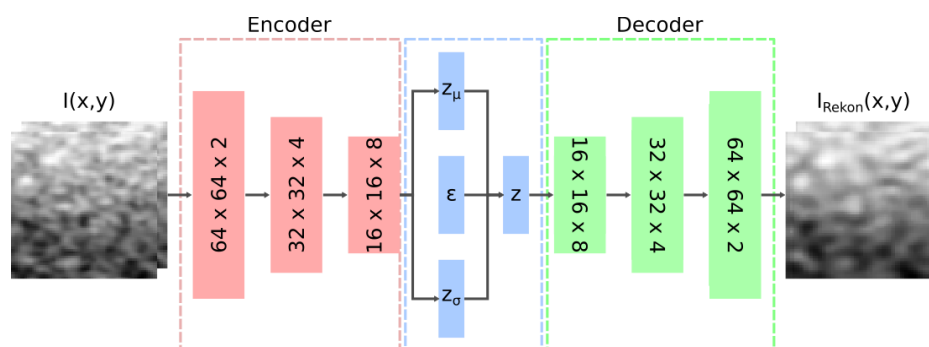 Encoder
Decoder
I(x,y)
64 x 64 x 2
32 x 32 x 4
16 x 16 x 8
zμ
ε
zσ
z
16 x 16 x 8
32 x 32 x 4
64 x 64 x 2
IRekon(x,y)